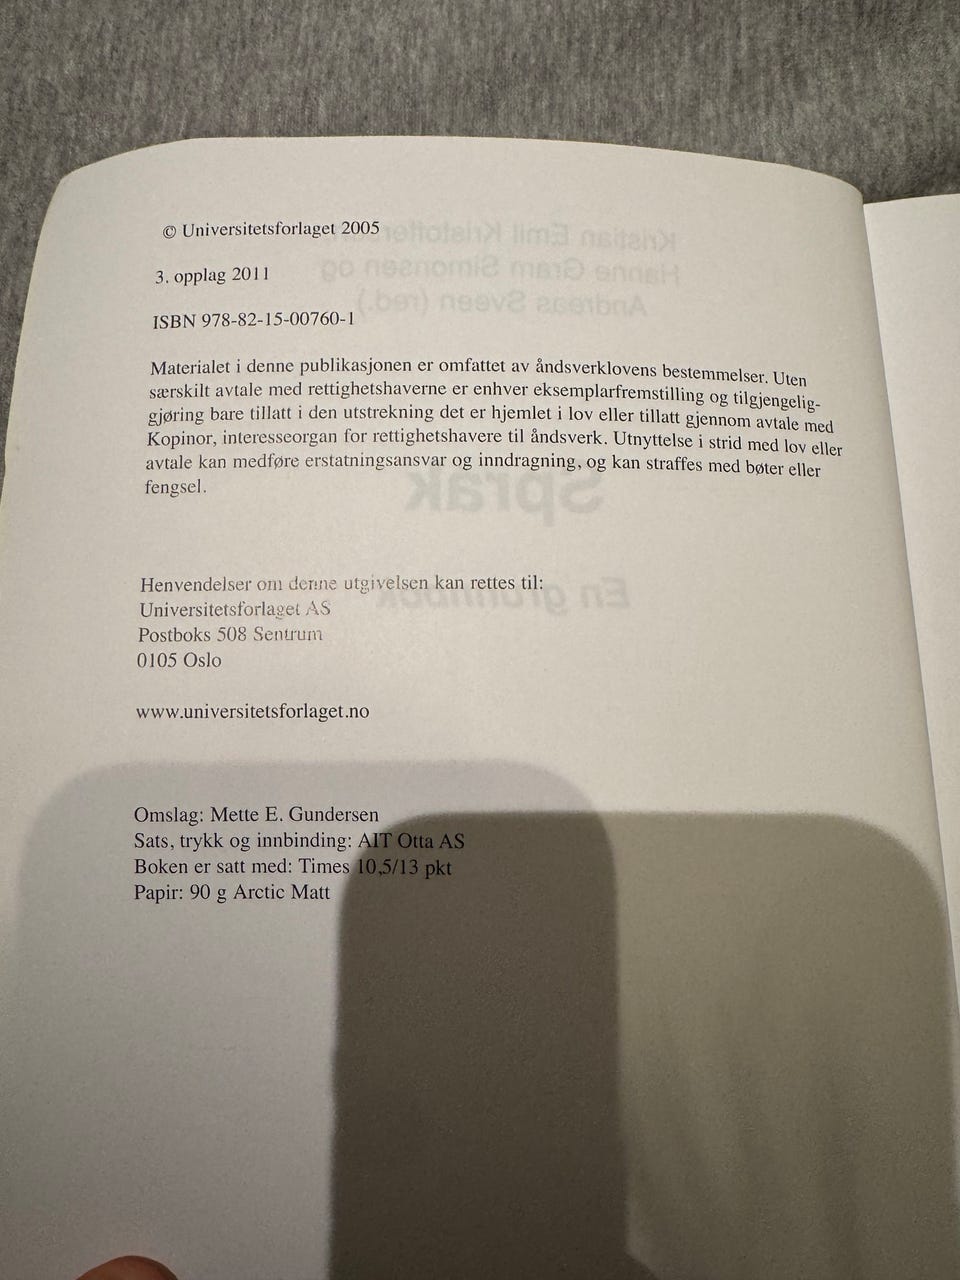 © Universitetsforlaget 2005
3. opplag 2011
ISBN 978-82-15-00760-1
Materialet i denne publikasjonen er omfattet av åndsverklovens bestemmelser. Uten
særskilt avtale med rettighetshaverne er enhver eksemplarfremstilling og tilgjengelig-
gjøring bare tillatt i den utstrekning det er hjemlet i lov eller tillatt gjennom avtale med
Kopinor, interesseorgan for rettighetshavere til åndsverk. Utnyttelse i strid med lov eller
avtale kan medføre erstatningsansvar og inndragning, og kan straffes med bøter eller
fengsel.
Henvendelser om denne utgivelsen kan rettes til:
Universitetsforlaget AS
Postboks 508 Sentrum
0105 Oslo
www.universitetsforlaget.no
Omslag: Mette E. Gundersen
Sats, trykk og innbinding: AIT Otta AS
Boken er satt med: Times 10,5/13 pkt
Papir: 90 g Arctic Matt